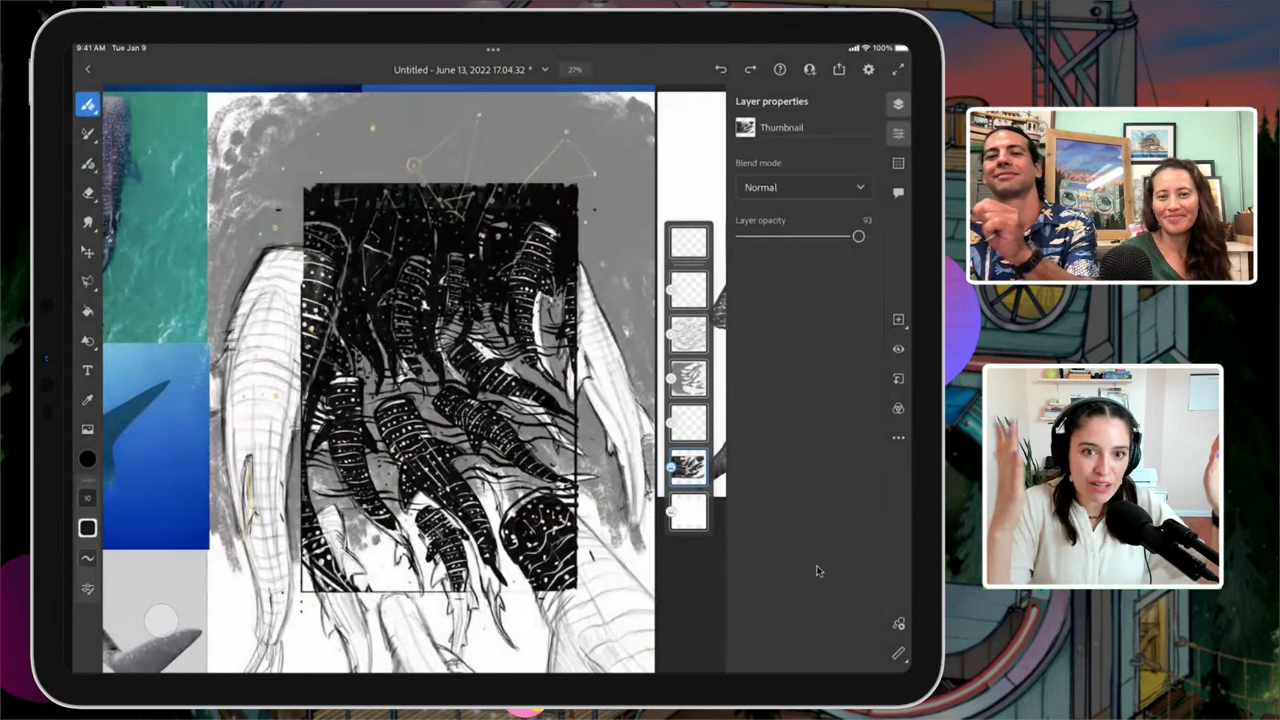 9:41 AM Tue Jan 9
100%
Untitled - June 13, 2022 17.04.32 *
27%
Layer properties
Thumbnail
Blend mode
Normal
Layer opacity
93
T
10